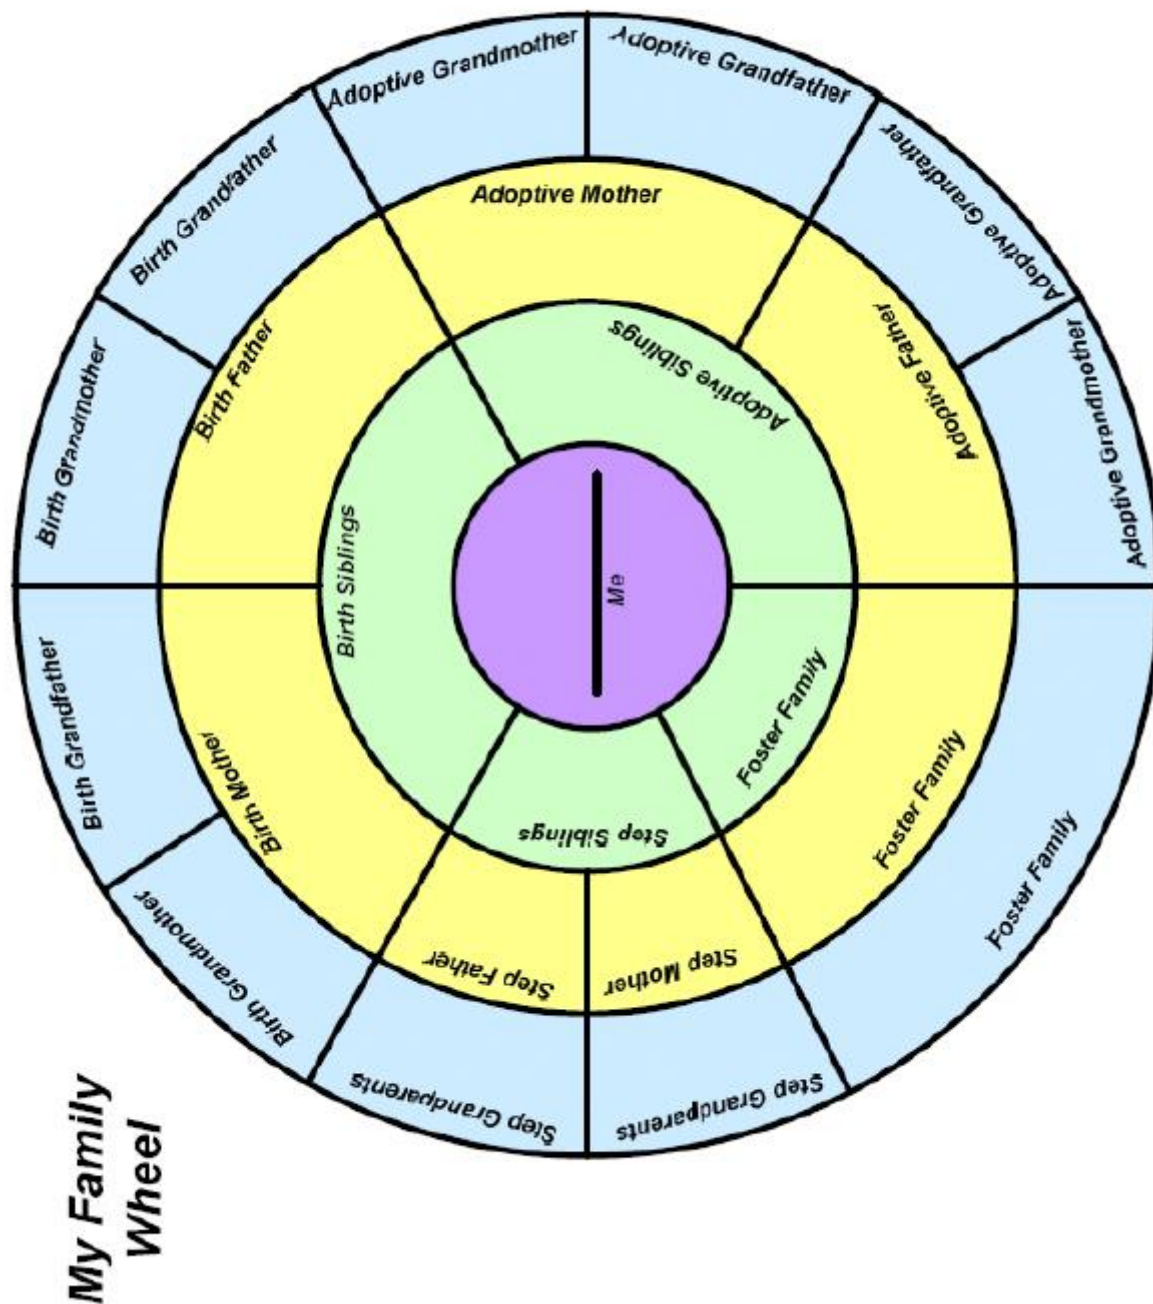 My Family
Wheel
Adoptive Grandmother
Adoptive Grandfather
Adoptive Grandfather
Adoptive Grandmother
Foster Family
Step Grandparents
Step Grandparents
Birth Grandmother
Birth Grandfather
Birth Grandmother
Birth Grandfather
Adoptive Mother
Adoptive Father
Foster Family
Step Mother
Step Father
Birth Mother
Birth Father
Adoptive Siblings
Foster Family
Step Siblings
Birth Siblings
Me